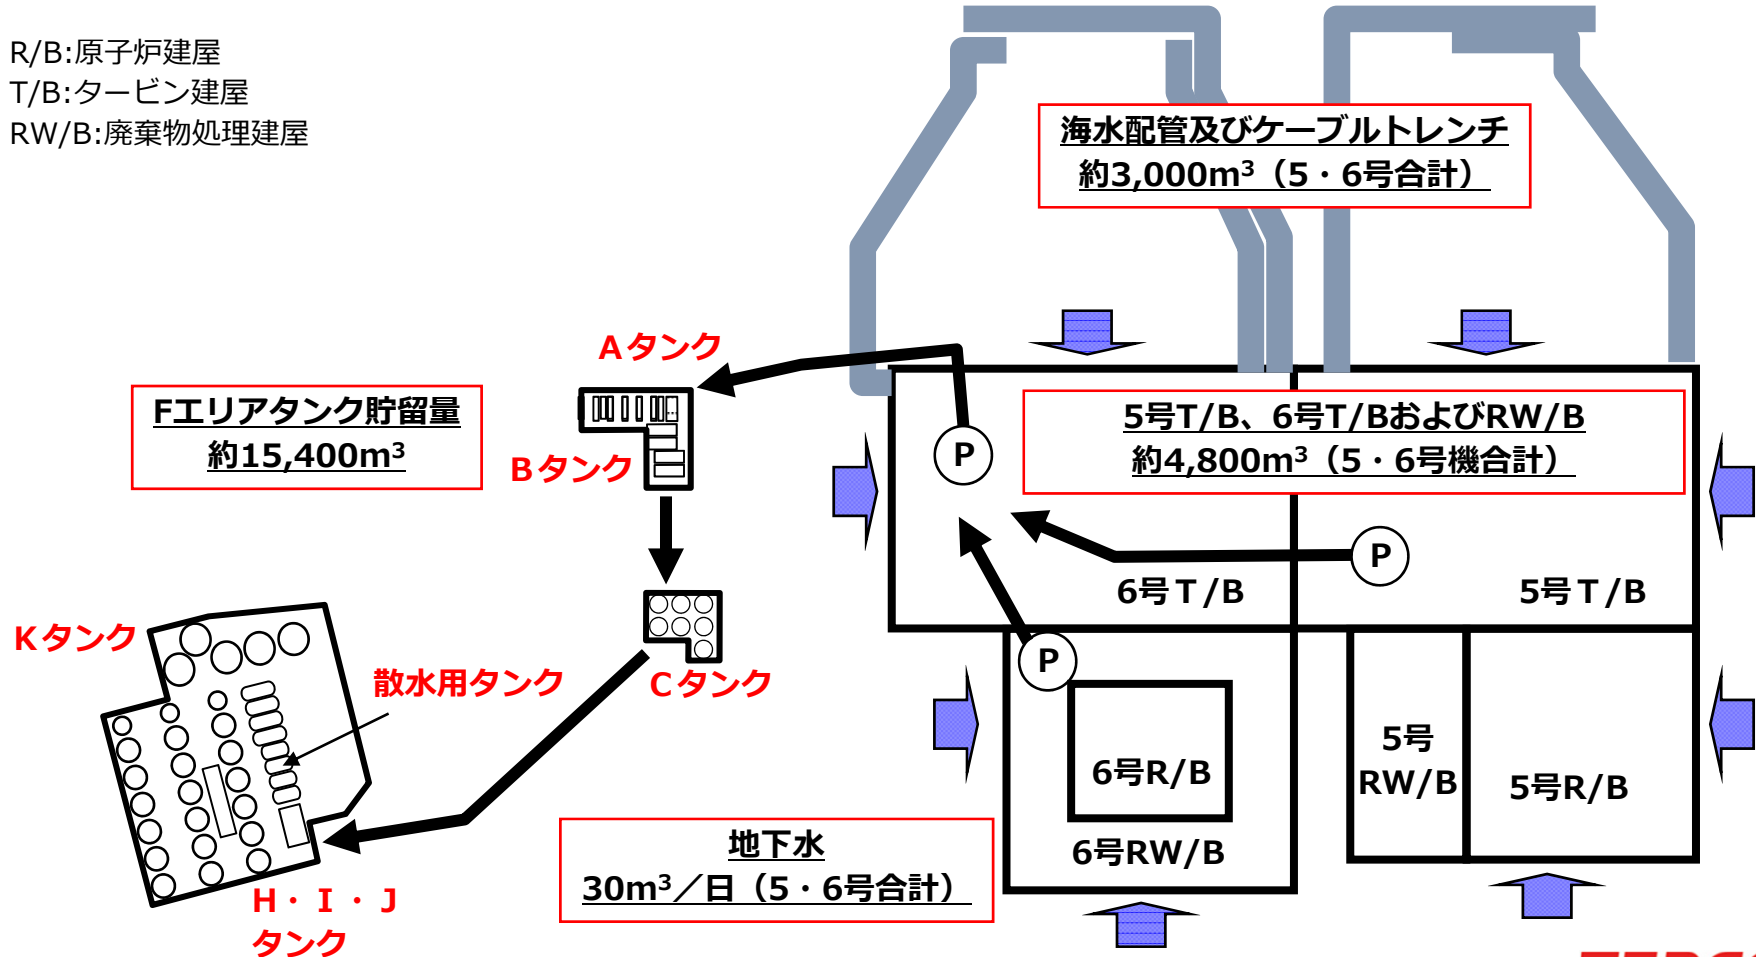 R/B:原子炉建屋
T/B:タービン建屋
RW/B:廃棄物処理建屋
海水配管及びケーブルトレンチ
約3,000m³（5・6号合計）
Aタンク
Fエリアタンク貯留量
約15,400m³
Bタンク
P
5号T/B、6号T/BおよびRW/B
約4,800m³（5・6号機合計）
P
6号T/B
5号T/B
Kタンク
散水用タンク
Cタンク
P
6号R/B
5号
RW/B
5号R/B
地下水
30m³／日（5・6号合計）
6号RW/B
H・I・J
タンク